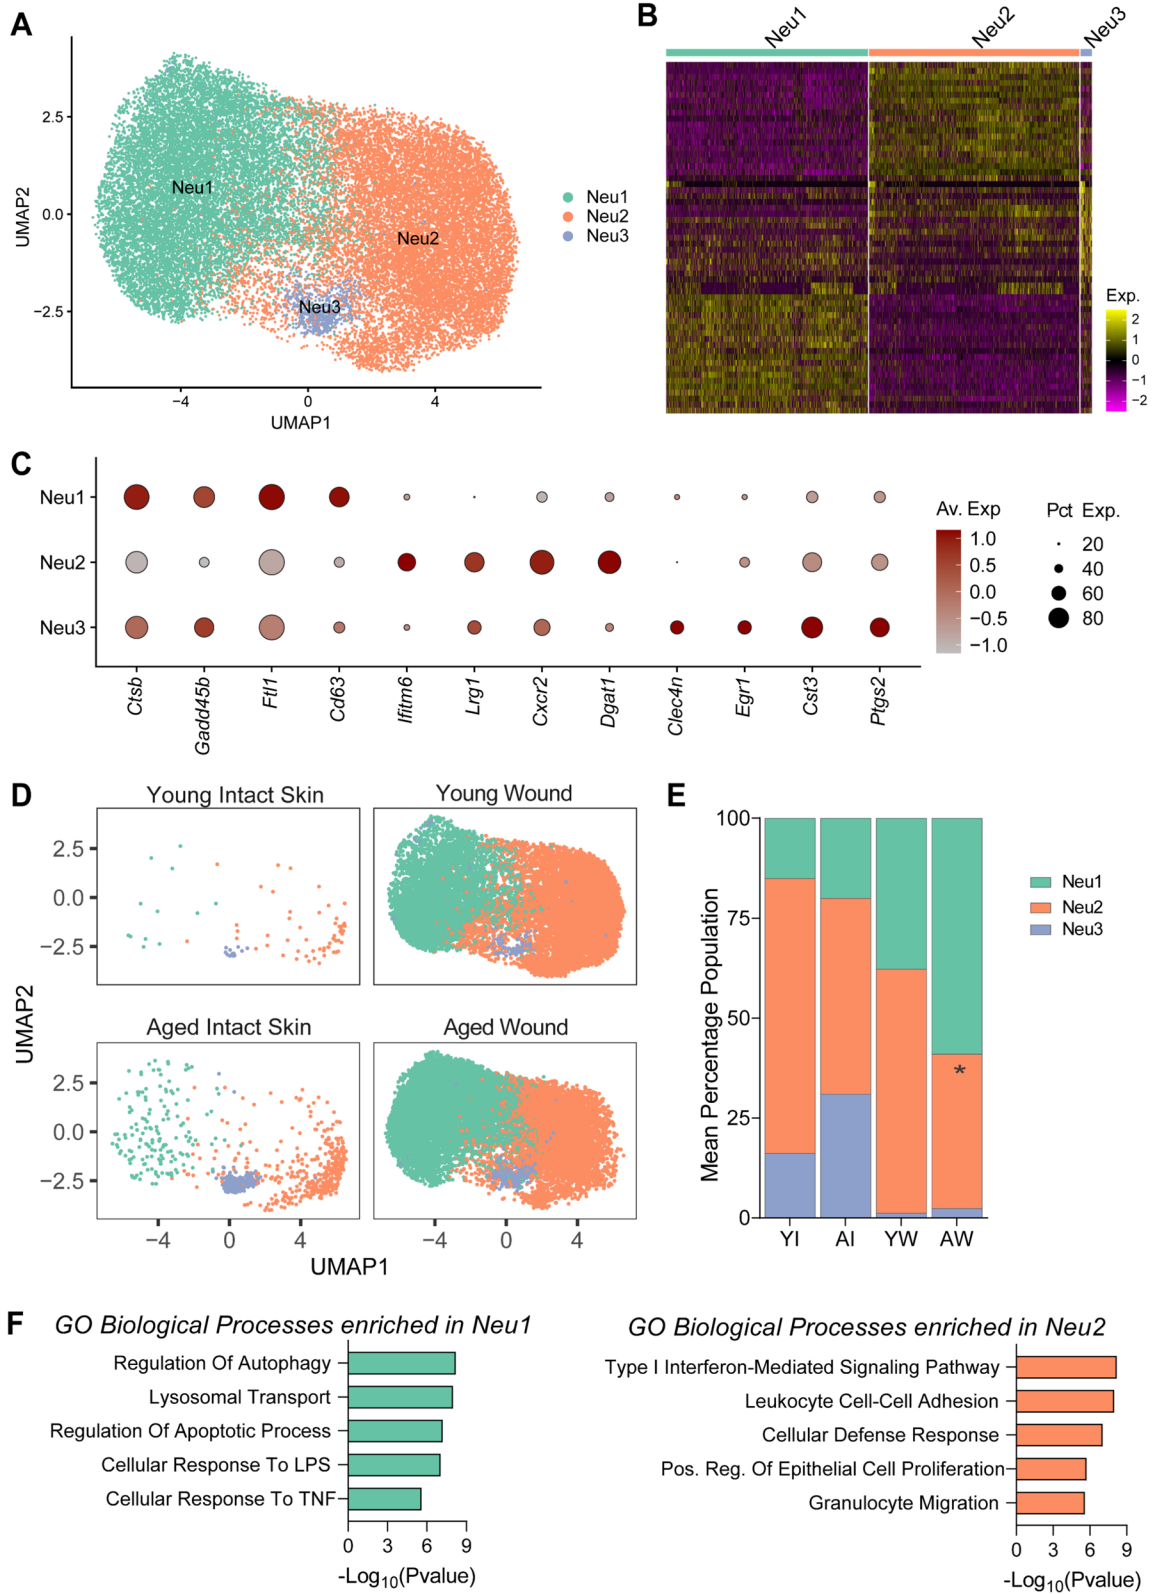 A
UMAP2
2.5
0.0
−2.5
−4
0
4
UMAP1
Neu1
Neu2
Neu3
Neu1
Neu2
Neu3
B
Neu1
Neu2
Neu3
Exp.
2
1
0
−1
−2
C
Neu1
Neu2
Neu3
Ctsb
Gadd45b
Ftl1
Cd63
Ifitm6
Lrg1
Cxcr2
Dgat1
Clec4n
Egr1
Cst3
Ptgs2
Av. Exp
1.0
0.5
0.0
−0.5
−1.0
Pct Exp.
20
40
60
80
D
Young Intact Skin
Young Wound
2.5
0.0
−2.5
UMAP2
Aged Intact Skin
Aged Wound
2.5
0.0
−2.5
−4
0
4
−4
0
4
UMAP1
E
Mean Percentage Population
100
75
50
25
0
*
YI
AI
YW
AW
Neu1
Neu2
Neu3
F
GO Biological Processes enriched in Neu1
Regulation Of Autophagy
Lysosomal Transport
Regulation Of Apoptotic Process
Cellular Response To LPS
Cellular Response To TNF
0 3 6 9
-Log10(Pvalue)
GO Biological Processes enriched in Neu2
Type I Interferon-Mediated Signaling Pathway
Leukocyte Cell-Cell Adhesion
Cellular Defense Response
Pos. Reg. Of Epithelial Cell Proliferation
Granulocyte Migration
0 3 6 9
-Log10(Pvalue)